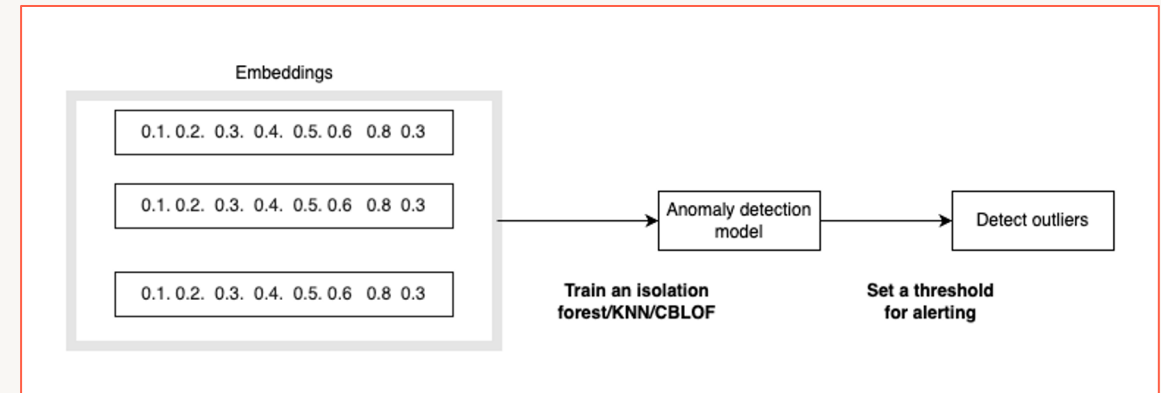 Embeddings
0.1. 0.2. 0.3. 0.4. 0.5. 0.6 0.8 0.3
0.1. 0.2. 0.3. 0.4. 0.5. 0.6 0.8 0.3
0.1. 0.2. 0.3. 0.4. 0.5. 0.6 0.8 0.3
Anomaly detection
model
Train an isolation
forest/KNN/CBLOF
Detect outliers
Set a threshold
for alerting